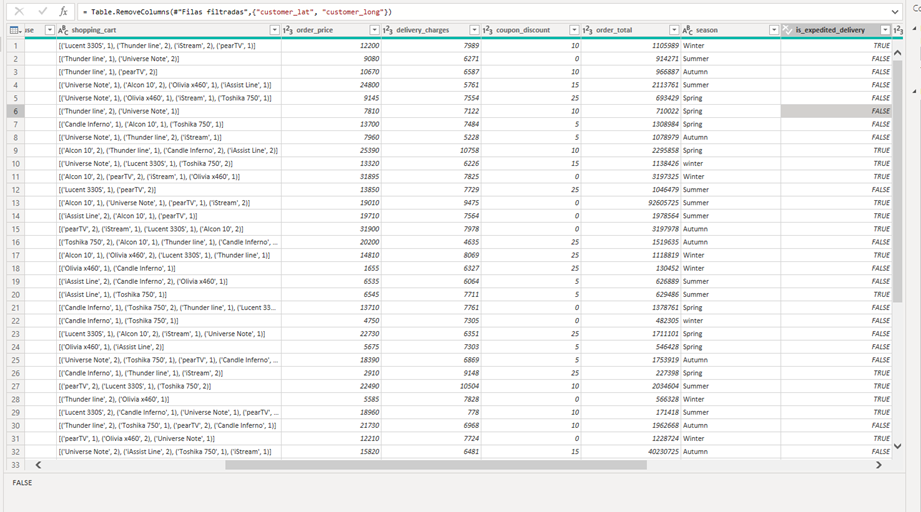 = Table.RemoveColumns(#"Filas filtradas",{"customer_lat", "customer_long"})
se shopping_cart order_price delivery_charges coupon_discount order_total season is_expedited_delivery
1 [('Lucent 330S', 1), ('Thunder line', 2), ('iStream', 2), ('pearTV', 1)] 12200 7989 10 1105989 Winter TRUE
2 [('Thunder line', 1), ('Universe Note', 2)] 9080 6271 0 914271 Summer FALSE
3 [('Thunder line', 1), ('pearTV', 2)] 10670 6587 10 966887 Autumn FALSE
4 [('Universe Note', 1), ('Alcon 10', 2), ('Olivia x460', 1), ('iStream', 1)] 24800 5761 15 2113761 Summer FALSE
5 [('Universe Note', 1), ('Olivia x460', 1), ('iStream', 1), ('Toshika 750', 2)] 9145 7554 25 693429 Spring FALSE
6 [('Thunder line', 2), ('Universe Note', 1)] 7810 7122 10 710022 Spring FALSE
7 [('Candle Inferno', 1), ('Alcon 10', 1), ('Toshika 750', 1)] 13700 7484 5 1308984 Spring FALSE
8 [('Universe Note', 1), ('Thunder line', 2), ('iStream', 1)] 7960 5228 5 1078979 Autumn FALSE
9 [('Alcon 10', 2), ('Thunder line', 1), ('Candle Inferno', 2), ('iAssist Line', 2)] 25390 10758 10 2295858 Spring TRUE
10 [('Universe Note', 1), ('Lucent 330S', 1), ('Toshika 750', 2)] 13320 6226 15 1138426 winter TRUE
11 [('Alcon 10', 2), ('pearTV', 2), ('iStream', 1), ('Olivia x460', 1)] 31895 7825 0 3197325 Winter TRUE
12 [('Lucent 330S', 1), ('pearTV', 2)] 13850 7729 25 1046479 Summer FALSE
13 [('Alcon 10', 1), ('Universe Note', 1), ('pearTV', 1), ('iStream', 2)] 19010 9475 0 92605725 Summer TRUE
14 [('iAssist Line', 2), ('Alcon 10', 1), ('pearTV', 1)] 19710 7564 0 1978564 Summer TRUE
15 [('pearTV', 2), ('iStream', 1), ('Lucent 330S', 1), ('Alcon 10', 2)] 31900 7978 0 3197978 Autumn TRUE
16 [('Toshika 750', 2), ('Alcon 10', 1), ('Thunder line', 1), ('Candle Inferno', ... 20200 4635 25 1519635 Autumn FALSE
17 [('Alcon 10', 1), ('Olivia x460', 2), ('Lucent 330S', 1), ('Thunder line', 1)] 14810 8069 25 1118819 Winter TRUE
18 [('Olivia x460', 1), ('Candle Inferno', 1)] 1655 6327 25 130452 Winter FALSE
19 [('iAssist Line', 2), ('Candle Inferno', 2), ('Olivia x460', 1)] 6535 6064 5 626889 Summer FALSE
20 [('iAssist Line', 1), ('Toshika 750', 1)] 6545 7711 5 629486 Summer TRUE
21 [('Candle Inferno', 1), ('Toshika 750', 2), ('Thunder line', 1), ('Lucent 33... 13710 7761 0 1378761 Spring FALSE
22 [('Candle Inferno', 1), ('Toshika 750', 1)] 4750 7305 0 482305 winter FALSE
23 [('Lucent 330S', 1), ('Alcon 10', 2), ('iStream', 1), ('Universe Note', 1)] 22730 6351 25 1711101 Spring FALSE
24 [('Olivia x460', 1), ('iAssist Line', 2)] 5675 7303 5 546428 Spring FALSE
25 [('Universe Note', 2), ('Toshika 750', 1), ('pearTV', 1), ('Candle Inferno', ... 18390 6869 5 1753919 Autumn FALSE
26 [('Candle Inferno', 1), ('Thunder line', 1), ('iStream', 2)] 2910 9148 25 227398 Spring TRUE
27 [('pearTV', 2), ('Lucent 330S', 1), ('Toshika 750', 2)] 22490 10504 10 2034604 Summer TRUE
28 [('Thunder line', 2), ('Olivia x460', 1)] 5585 7828 0 566328 Winter TRUE
29 [('Lucent 330S', 2), ('Candle Inferno', 1), ('Universe Note', 1), ('pearTV', ... 18960 778 10 171418 Summer TRUE
30 [('Thunder line', 2), ('Toshika 750', 1), ('pearTV', 2), ('Candle Inferno', 1)] 21730 6968 10 1962668 Autumn FALSE
31 [('pearTV', 1), ('Olivia x460', 2), ('Universe Note', 2)] 12210 7724 0 1228724 Winter TRUE
32 [('Universe Note', 2), ('iAssist Line', 2), ('Toshika 750', 1), ('iStream', 1)] 15820 6481 15 40230725 Autumn FALSE
33
FALSE